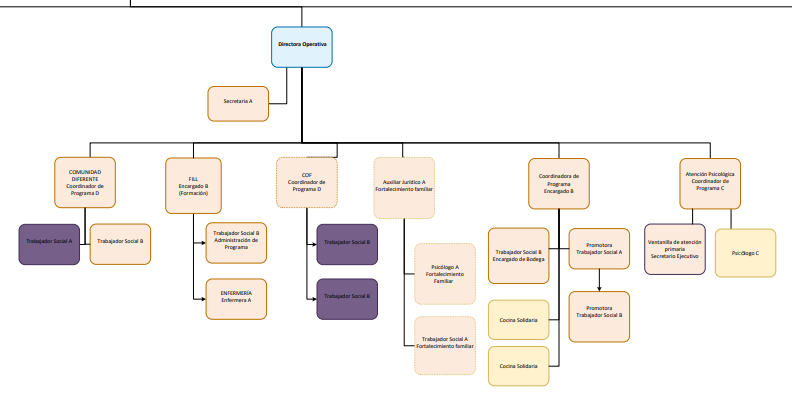 Directora Operativa
Secretaria A
COMUNIDAD
DIFERENTE
Coordinador de
Programa D
FILL
Encargado B
(Formación)
COF
Coordinador de
Programa D
Auxiliar Jurídico A
Fortalecimiento familiar
Coordinadora de
Programa
Encargado B
Atención Psicológica
Coordinador de
Programa C
Trabajador Social A
Trabajador Social B
Trabajador Social B
Administración de
Programa
ENFERMERÍA
Enfermera A
Trabajador Social B
Trabajador Social B
Psicólogo A
Fortalecimiento
Familiar
Trabajador Social A
Fortalecimiento familiar
Trabajador Social B
Encargado de Bodega
Cocina Solidaria
Cocina Solidaria
Promotora
Trabajador Social A
Promotora
Trabajador Social B
Ventanilla de atención
primaria
Secretario Ejecutivo
Psicólogo C